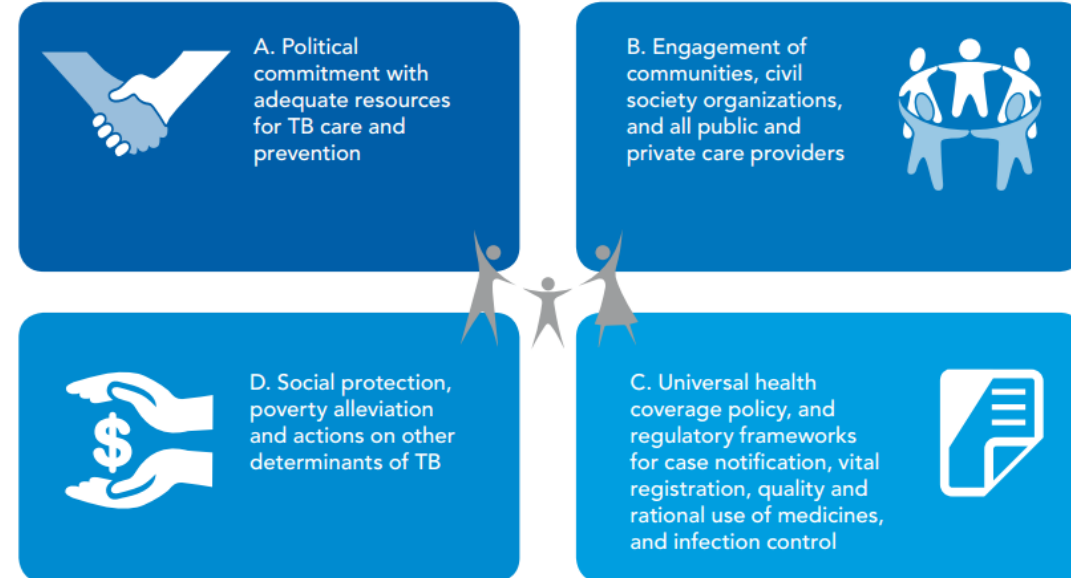 A. Political
commitment with
adequate resources
for TB care and
prevention
B. Engagement of
communities, civil
society organizations,
and all public and
private care providers
D. Social protection,
poverty alleviation
and actions on other
determinants of TB
$
C. Universal health
coverage policy, and
regulatory frameworks
for case notification, vital
registration, quality and
rational use of medicines,
and infection control